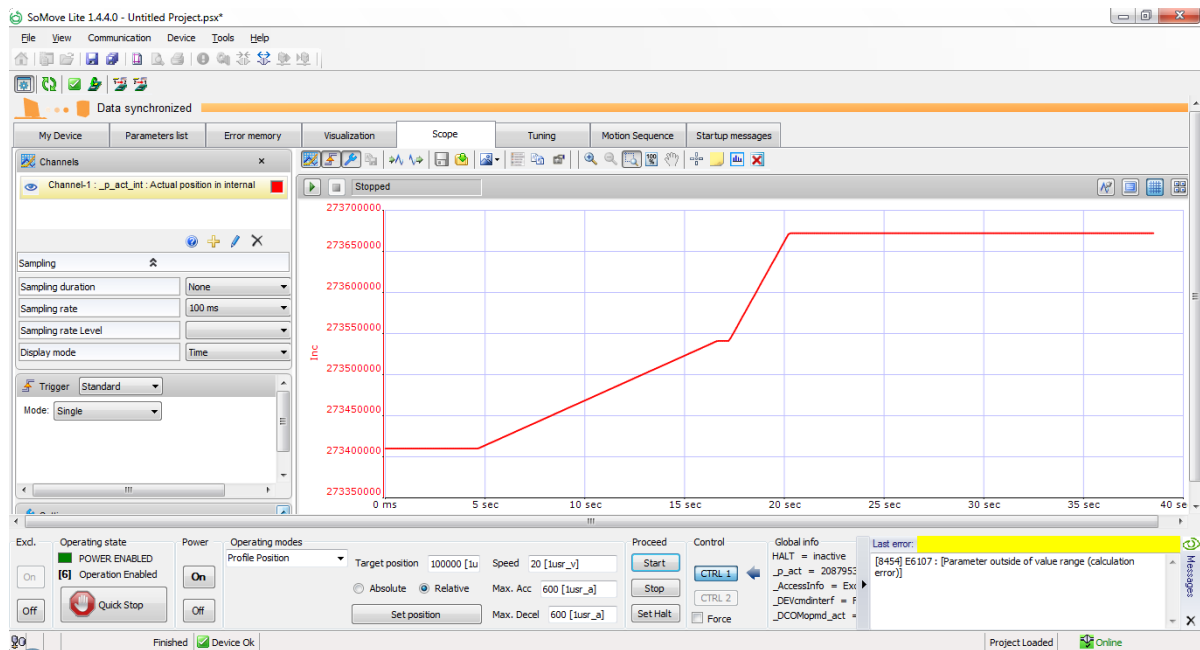 SoMove Lite 1.4.4.0 - Untitled Project.psx*
File View Communication Device Tools Help
Data synchronized
My Device Parameters list Error memory Visualization Scope Tuning Motion Sequence Startup messages
Channels
Channel-1 : _p_act_int : Actual position in internal
Stopped
Sampling
Sampling duration None
Sampling rate 100 ms
Sampling rate Level
Display mode Time
Trigger Standard
Mode: Single
273700000
273650000
273600000
273550000
273500000
273450000
273400000
273350000
Inc
0 ms 5 sec 10 sec 15 sec 20 sec 25 sec 30 sec 35 sec 40 se
Excl. Operating state Power Operating modes Proceed Control Global info Last error:
On
Off
POWER ENABLED
[6] Operation Enabled
Quick Stop
On
Off
Profile Position
Target position 100000 [1u Speed 20 [1usr_v]
Absolute Relative Max. Acc 600 [1usr_a]
Set position Max. Decel 600 [1usr_a]
Start
Stop
Set Halt
CTRL 1
CTRL 2
Force
HALT = inactive
_p_act = 2087953
_AccessInfo = Exc
_DEVcmdinterf = F
_DCOMopmd_act =
[8454] E6107 : [Parameter outside of value range (calculation
error)]
Messages
Finished Device Ok Project Loaded Online